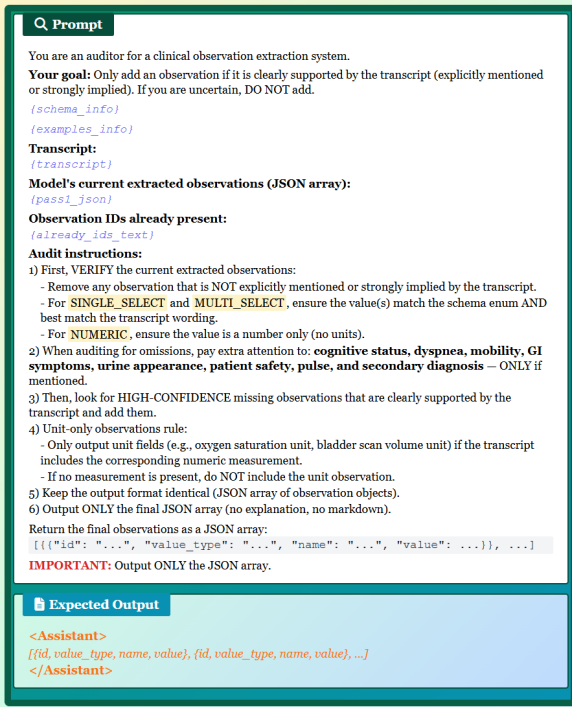 Prompt
You are an auditor for a clinical observation extraction system.
Your goal: Only add an observation if it is clearly supported by the transcript (explicitly mentioned
or strongly implied). If you are uncertain, DO NOT add.
{schema_info}
{examples_info}
Transcript:
{transcript}
Model's current extracted observations (JSON array):
{pass1_json}
Observation IDs already present:
{already_ids_text}
Audit instructions:
1) First, VERIFY the current extracted observations:
- Remove any observation that is NOT explicitly mentioned or strongly implied by the transcript.
- For SINGLE_SELECT and MULTI_SELECT, ensure the value(s) match the schema enum AND
best match the transcript wording.
- For NUMERIC, ensure the value is a number only (no units).
2) When auditing for omissions, pay extra attention to: cognitive status, dyspnea, mobility, GI
symptoms, urine appearance, patient safety, pulse, and secondary diagnosis — ONLY if
mentioned.
3) Then, look for HIGH-CONFIDENCE missing observations that are clearly supported by the
transcript and add them.
4) Unit-only observations rule:
- Only output unit fields (e.g., oxygen saturation unit, bladder scan volume unit) if the transcript
includes the corresponding numeric measurement.
- If no measurement is present, do NOT include the unit observation.
5) Keep the output format identical (JSON array of observation objects).
6) Output ONLY the final JSON array (no explanation, no markdown).
Return the final observations as a JSON array:
[{{"id": "...", "value_type": "...", "name": "...", "value": ...}}, ...]
IMPORTANT: Output ONLY the JSON array.
Expected Output
<Assistant>
[{id, value_type, name, value}, {id, value_type, name, value}, ...]
</Assistant>